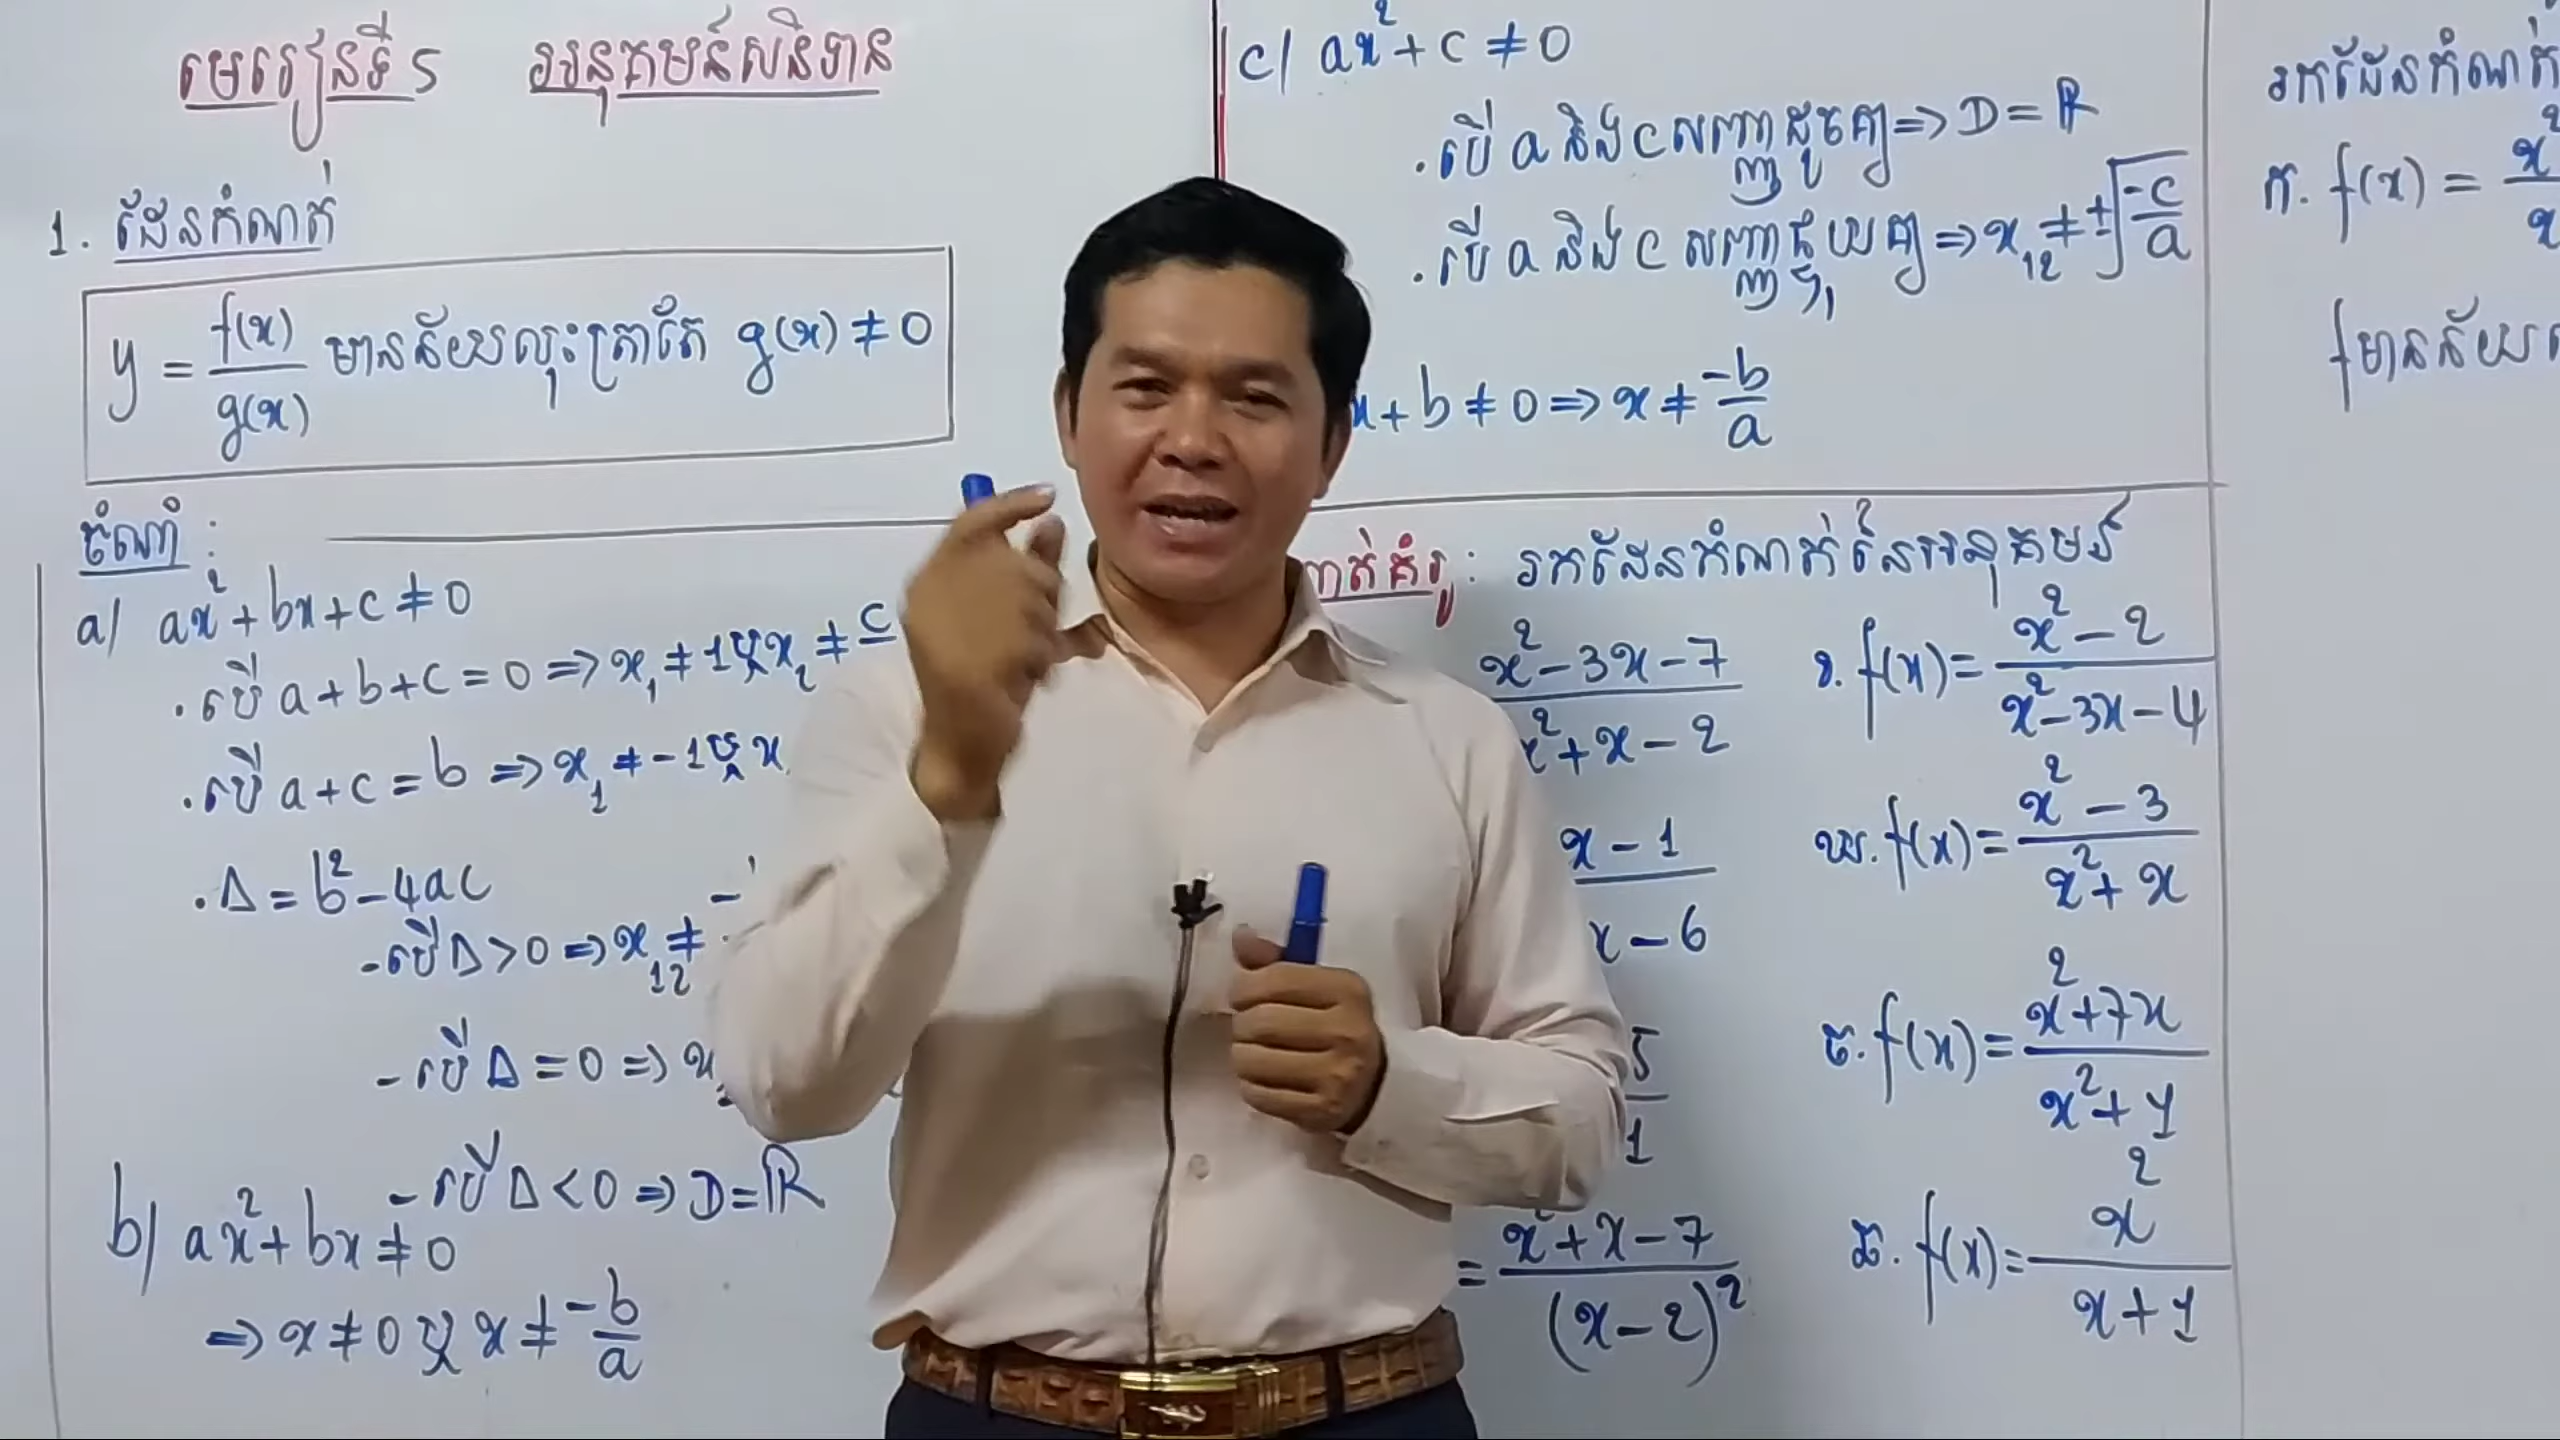 មេរៀនទី5 អនុគមន៍សនិទាន
1. ដែនកំណត់
y = f(x)/g(x) មានន័យលុះត្រាតែ g(x) ≠ 0
ចំណាំ :
a/ ax² + bx + c ≠ 0
. បើ a + b + c = 0 => x₁ ≠ 1 ឬ x₂ ≠ c
. បើ a + c = b => x₁ ≠ -1 ឬ x
. Δ = b² - 4ac
- បើ Δ > 0 => x₁₂ ≠ -
- បើ Δ = 0 => x
- បើ Δ < 0 => D = ℝ
b/ ax² + bx ≠ 0
=> x ≠ 0 ឬ x ≠ -b/a
c/ ax² + c ≠ 0
. បើ a និង c សញ្ញាដូចគ្នា => D = ℝ
. បើ a និង c សញ្ញាផ្ទុយគ្នា => x₁₂ ≠ ±√(-c/a)
x + b ≠ 0 => x ≠ -b/a
គំរូ : រកដែនកំណត់នៃអនុគមន៍
(x² - 3x - 7)/(x² + x - 2)
ខ. f(x) = (x² - 2)/(x² - 3x - 4)
(x - 1)/(x - 6)
ឃ. f(x) = (x² - 3)/(x² + x)
5/1
ច. f(x) = (x² + 7x)/(x² + 1)
= (x² + x - 7)/(x - 2)²
ឆ. f(x) = x²/(x + 1)
រកដែនកំណត់
ក. f(x) = x²/x
f មានន័យ